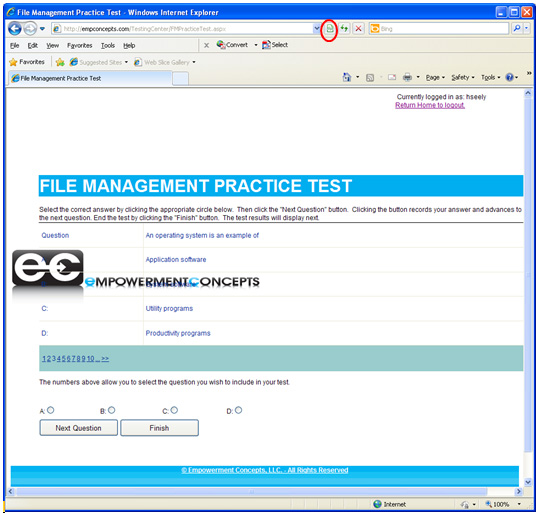 File Management Practice Test - Windows Internet Explorer
http://empconcepts.com/TestingCenter/FMPracticeTest.aspx
Bing
File Edit View Favorites Tools Help
x Convert Select
Favorites Suggested Sites Web Slice Gallery
File Management Practice Test
Page Safety Tools
Currently logged in as: hseely
Return Home to logout.
FILE MANAGEMENT PRACTICE TEST
Select the correct answer by clicking the appropriate circle below. Then click the "Next Question" button. Clicking the button records your answer and advances to
the next question. End the test by clicking the "Finish" button. The test results will display next.
Question An operating system is an example of
Application software
ec
eMPOWERMENTCONCEPTS
C: Utility programs
D: Productivity programs
1 2 3 4 5 6 7 8 9 10 ... >>
The numbers above allow you to select the question you wish to include in your test.
A: B: C: D:
Next Question Finish
© Empowerment Concepts, LLC. - All Rights Reserved
Internet 100%